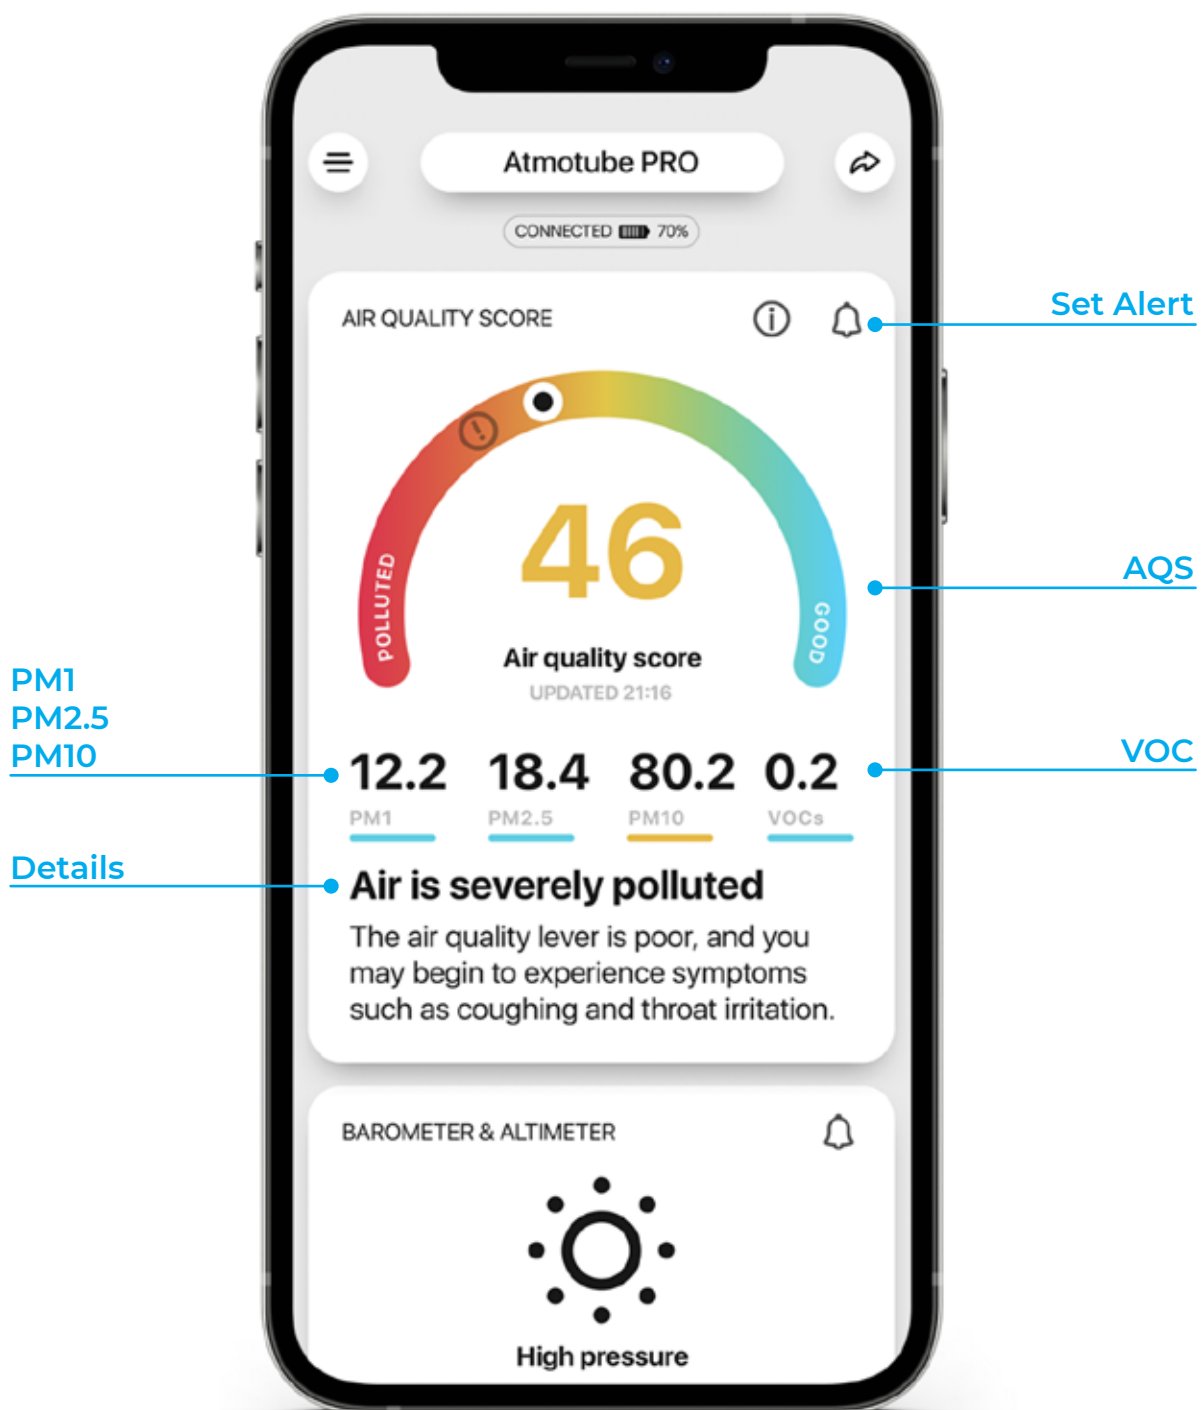 Atmotube PRO
CONNECTED 70%
AIR QUALITY SCORE
Set Alert
POLLUTED
GOOD
46
Air quality score
UPDATED 21:16
AQS
PM1
PM2.5
PM10
12.2 18.4 80.2 0.2
PM1 PM2.5 PM10 VOCs
VOC
Details
Air is severely polluted
The air quality lever is poor, and you
may begin to experience symptoms
such as coughing and throat irritation.
BAROMETER & ALTIMETER
High pressure